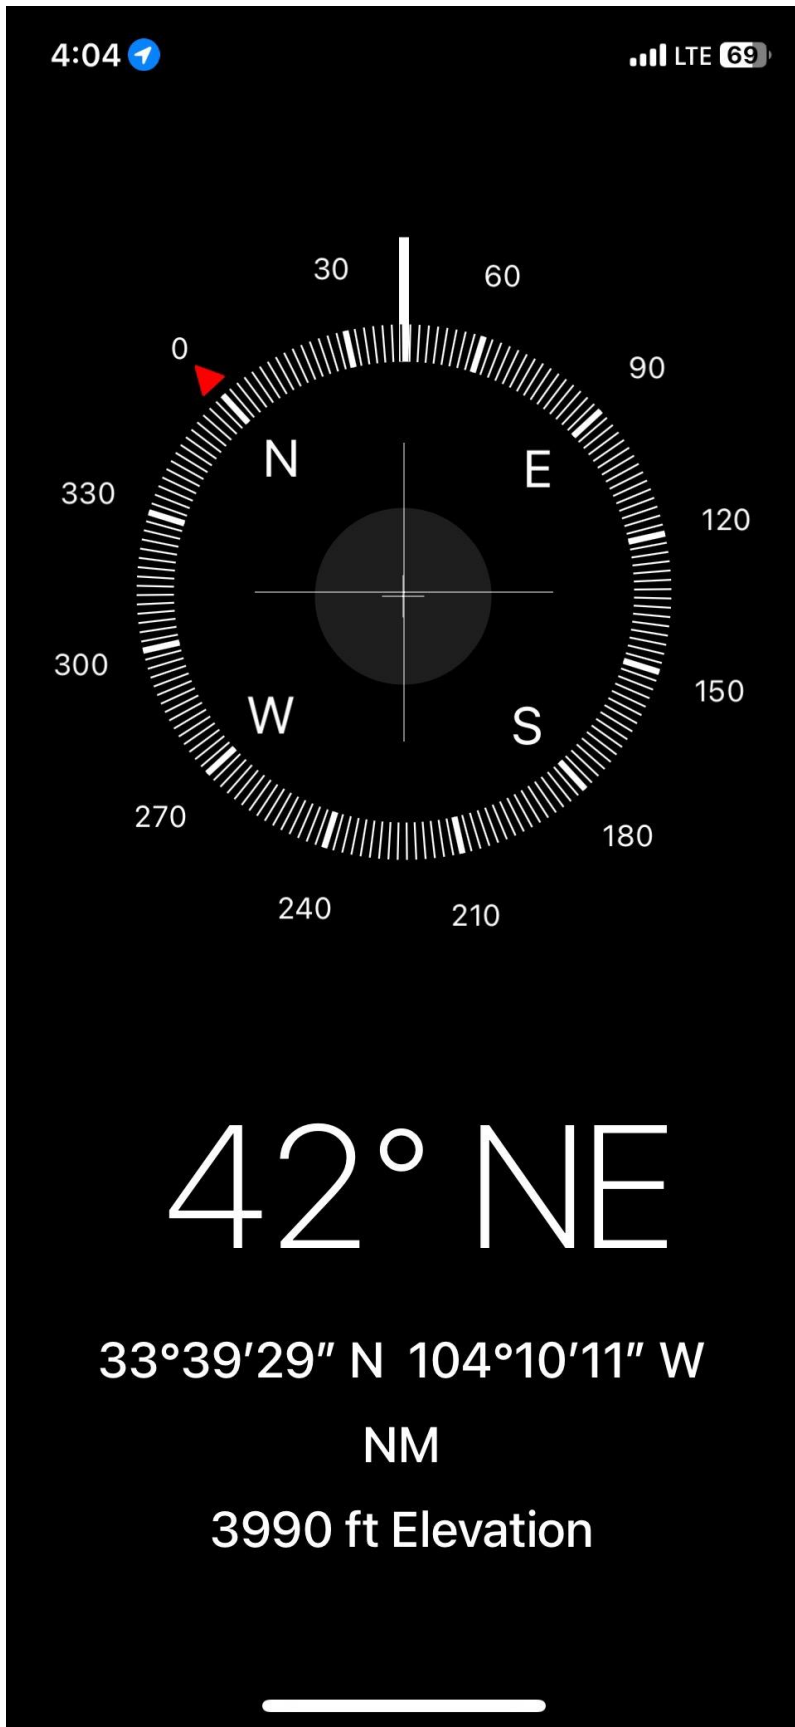 4:04 LTE 69
30 60
0 90
N E
330 120
300 150
W S
270 180
240 210
42° NE
33°39′29″ N 104°10′11″ W
NM
3990 ft Elevation